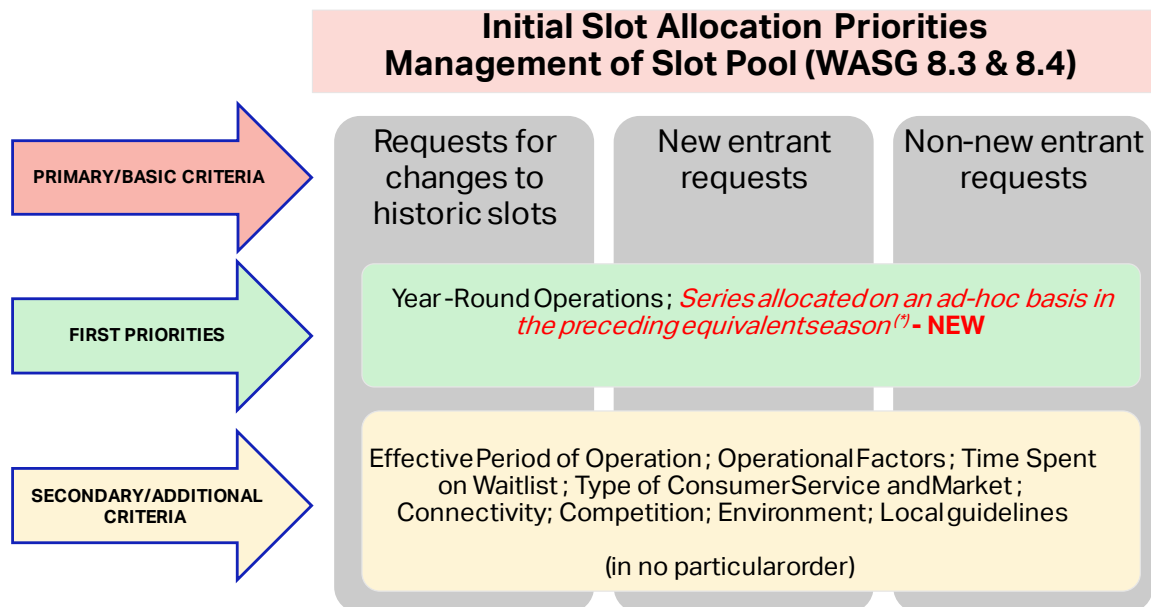 Initial Slot Allocation Priorities
Management of Slot Pool (WASG 8.3 & 8.4)
PRIMARY/BASIC CRITERIA
Requests for
changes to
historic slots
New entrant
requests
Non-new entrant
requests
FIRST PRIORITIES
Year-Round Operations; Series allocated on an ad-hoc basis in
the preceding equivalent season(*) - NEW
SECONDARY/ADDITIONAL
CRITERIA
Effective Period of Operation; Operational Factors; Time Spent
on Waitlist; Type of Consumer Service and Market;
Connectivity; Competition; Environment; Local guidelines
(in no particular order)